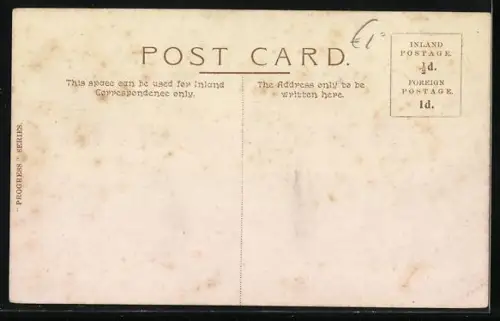 €1=
POST CARD.
This space can be used for Inland
Correspondence only.
The Address only to be
written here.
INLAND
POSTAGE
½d.
FOREIGN
POSTAGE.
1d.
"PROGRESS" SERIES.